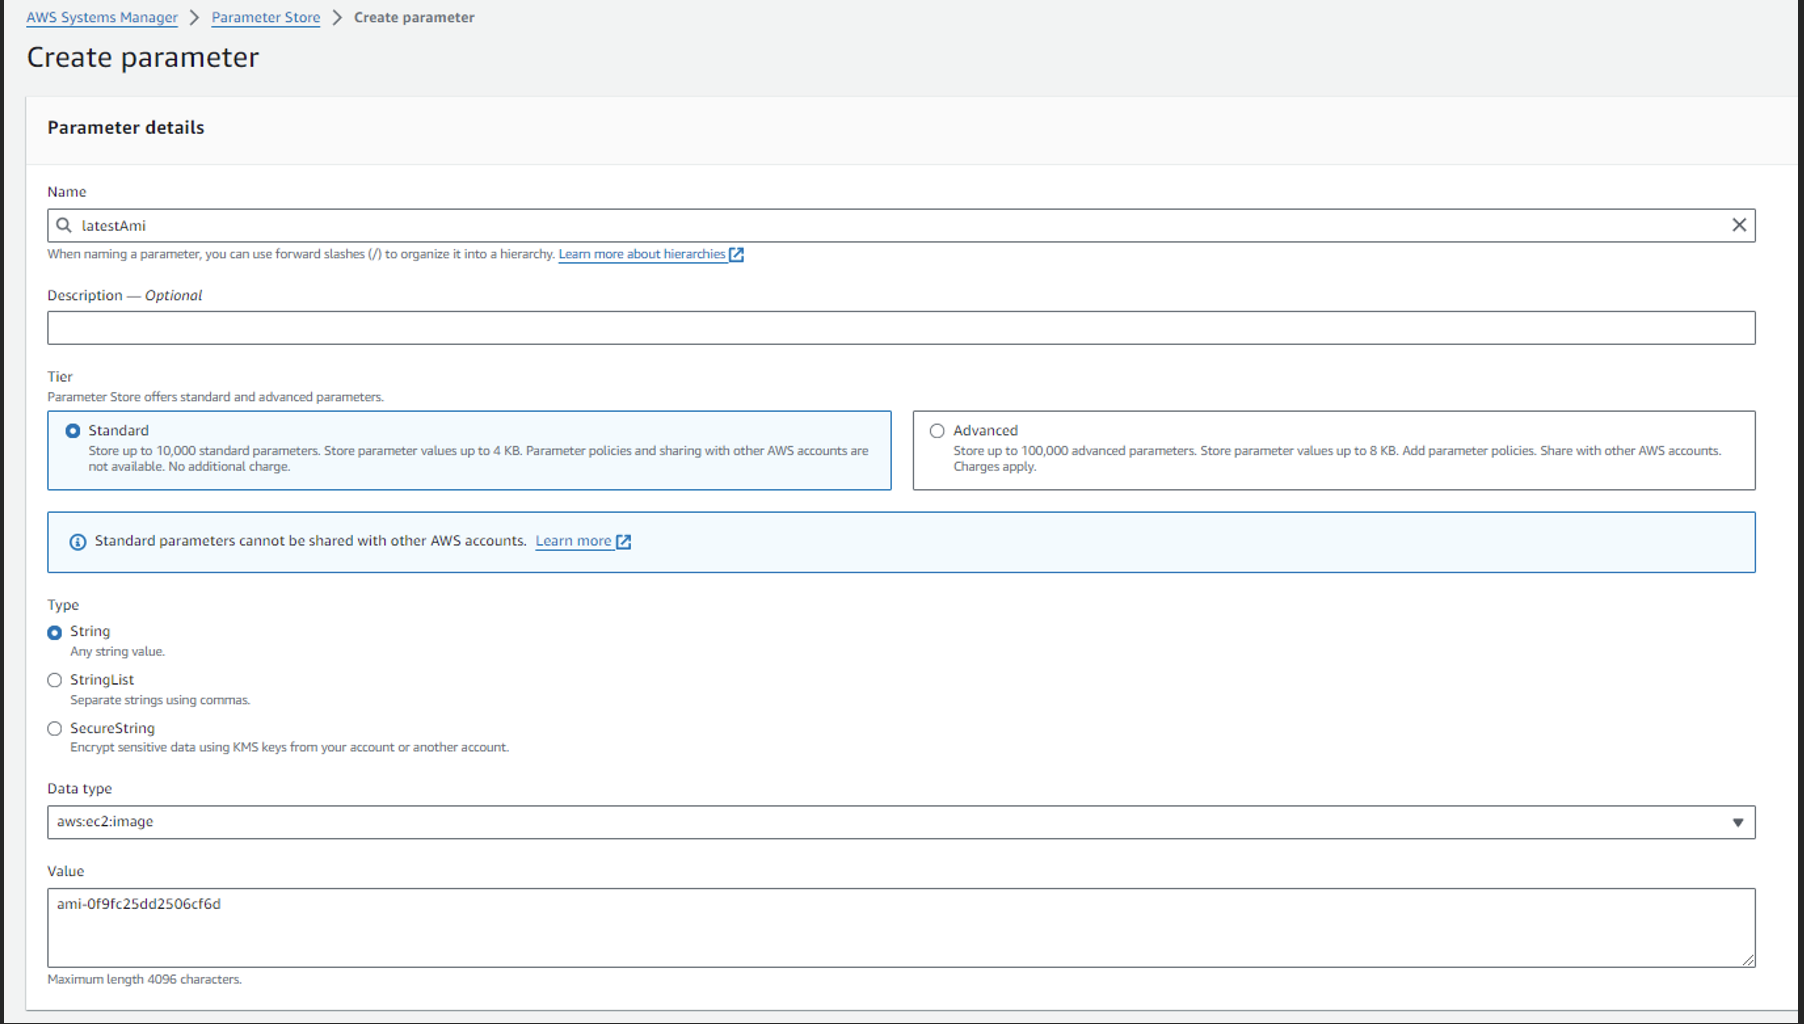 AWS Systems Manager > Parameter Store > Create parameter
Create parameter
Parameter details
Name
latestAmi
When naming a parameter, you can use forward slashes (/) to organize it into a hierarchy. Learn more about hierarchies
Description — Optional
Tier
Parameter Store offers standard and advanced parameters.
Standard
Store up to 10,000 standard parameters. Store parameter values up to 4 KB. Parameter policies and sharing with other AWS accounts are
not available. No additional charge.
Advanced
Store up to 100,000 advanced parameters. Store parameter values up to 8 KB. Add parameter policies. Share with other AWS accounts.
Charges apply.
Standard parameters cannot be shared with other AWS accounts. Learn more
Type
String
Any string value.
StringList
Separate strings using commas.
SecureString
Encrypt sensitive data using KMS keys from your account or another account.
Data type
aws:ec2:image
Value
ami-0f9fc25dd2506cf6d
Maximum length 4096 characters.